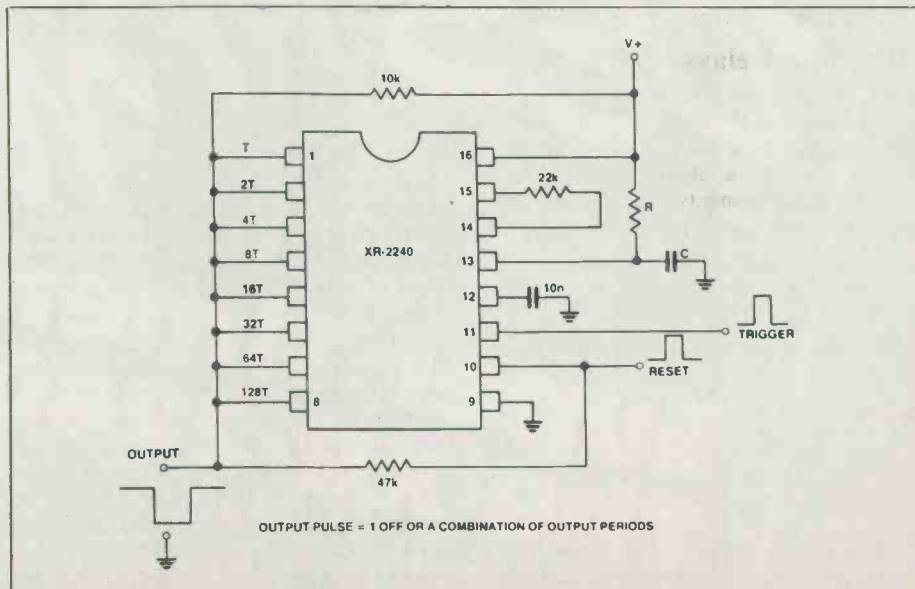 V+
10k
T
1
16
2T
15
22k
4T
14
R
8T
XR-2240
13
C
16T
12
10n
32T
11
TRIGGER
64T
10
RESET
128T
8
9
OUTPUT
47k
OUTPUT PULSE = 1 OFF OR A COMBINATION OF OUTPUT PERIODS